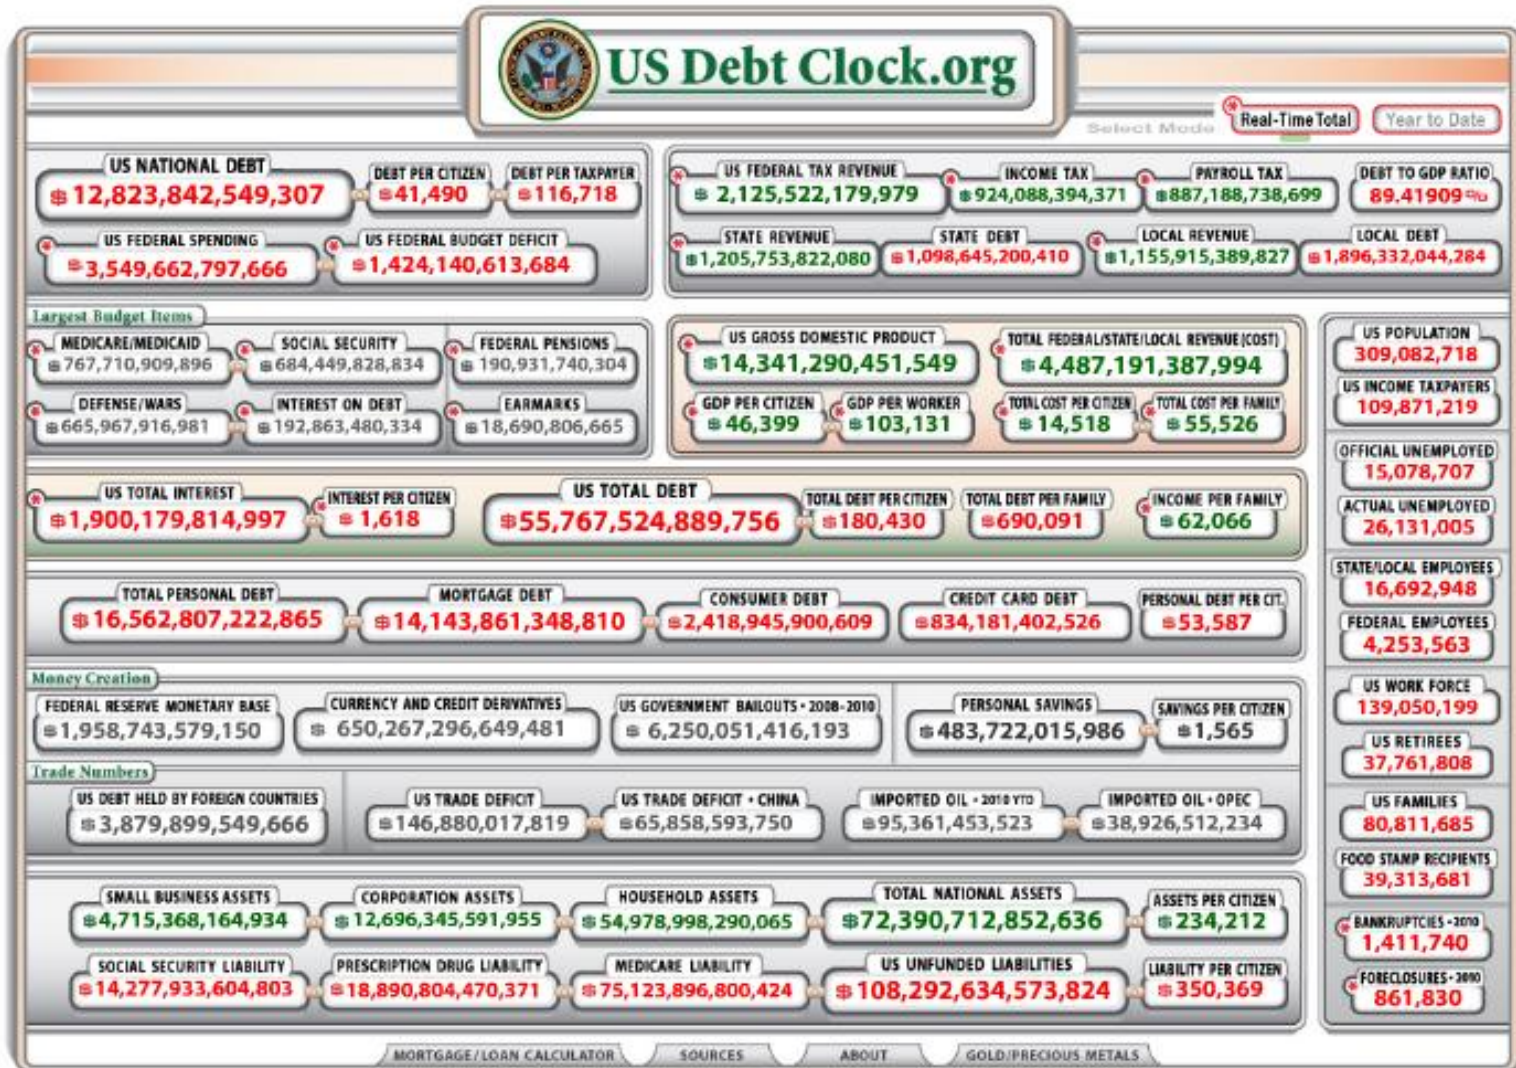 US Debt Clock.org
Select Mode
Real-Time Total
Year to Date
US NATIONAL DEBT
$ 12,823,842,549,307
DEBT PER CITIZEN
$ 41,490
DEBT PER TAXPAYER
$ 116,718
US FEDERAL SPENDING
$ 3,549,662,797,666
US FEDERAL BUDGET DEFICIT
$ 1,424,140,613,684
US FEDERAL TAX REVENUE
$ 2,125,522,179,979
INCOME TAX
$ 924,088,394,371
PAYROLL TAX
$ 887,188,738,699
DEBT TO GDP RATIO
89.41909 %
STATE REVENUE
$ 1,205,753,822,080
STATE DEBT
$ 1,098,645,200,410
LOCAL REVENUE
$ 1,155,915,389,827
LOCAL DEBT
$ 1,896,332,044,284
Largest Budget Items
MEDICARE/MEDICAID
$ 767,710,909,896
SOCIAL SECURITY
$ 684,449,828,834
FEDERAL PENSIONS
$ 190,931,740,304
DEFENSE/WARS
$ 665,967,916,981
INTEREST ON DEBT
$ 192,863,480,334
EARMARKS
$ 18,690,806,665
US GROSS DOMESTIC PRODUCT
$ 14,341,290,451,549
TOTAL FEDERAL/STATE/LOCAL REVENUE(COST)
$ 4,487,191,387,994
GDP PER CITIZEN
$ 46,399
GDP PER WORKER
$ 103,131
TOTAL COST PER CITIZEN
$ 14,518
TOTAL COST PER FAMILY
$ 55,526
US TOTAL INTEREST
$ 1,900,179,814,997
INTEREST PER CITIZEN
$ 1,618
US TOTAL DEBT
$ 55,767,524,889,756
TOTAL DEBT PER CITIZEN
$ 180,430
TOTAL DEBT PER FAMILY
$ 690,091
INCOME PER FAMILY
$ 62,066
TOTAL PERSONAL DEBT
$ 16,562,807,222,865
MORTGAGE DEBT
$ 14,143,861,348,810
CONSUMER DEBT
$ 2,418,945,900,609
CREDIT CARD DEBT
$ 834,181,402,526
PERSONAL DEBT PER CIT.
$ 53,587
Money Creation
FEDERAL RESERVE MONETARY BASE
$ 1,958,743,579,150
CURRENCY AND CREDIT DERIVATIVES
$ 650,267,296,649,481
US GOVERNMENT BAILOUTS - 2008-2010
$ 6,250,051,416,193
PERSONAL SAVINGS
$ 483,722,015,986
SAVINGS PER CITIZEN
$ 1,565
Trade Numbers
US DEBT HELD BY FOREIGN COUNTRIES
$ 3,879,899,549,666
US TRADE DEFICIT
$ 146,880,017,819
US TRADE DEFICIT - CHINA
$ 65,858,593,750
IMPORTED OIL - 2010 YTD
$ 95,361,453,523
IMPORTED OIL - OPEC
$ 38,926,512,234
SMALL BUSINESS ASSETS
$ 4,715,368,164,934
CORPORATION ASSETS
$ 12,696,345,591,955
HOUSEHOLD ASSETS
$ 54,978,998,290,065
TOTAL NATIONAL ASSETS
$ 72,390,712,852,636
ASSETS PER CITIZEN
$ 234,212
SOCIAL SECURITY LIABILITY
$ 14,277,933,604,803
PRESCRIPTION DRUG LIABILITY
$ 18,890,804,470,371
MEDICARE LIABILITY
$ 75,123,896,800,424
US UNFUNDED LIABILITIES
$ 108,292,634,573,824
LIABILITY PER CITIZEN
$ 350,369
US POPULATION
309,082,718
US INCOME TAXPAYERS
109,871,219
OFFICIAL UNEMPLOYED
15,078,707
ACTUAL UNEMPLOYED
26,131,005
STATE/LOCAL EMPLOYEES
16,692,948
FEDERAL EMPLOYEES
4,253,563
US WORK FORCE
139,050,199
US RETIREES
37,761,808
US FAMILIES
80,811,685
FOOD STAMP RECIPIENTS
39,313,681
BANKRUPTCIES - 2010
1,411,740
FORECLOSURES - 2010
861,830
MORTGAGE/LOAN CALCULATOR
SOURCES
ABOUT
GOLD/PRECIOUS METALS